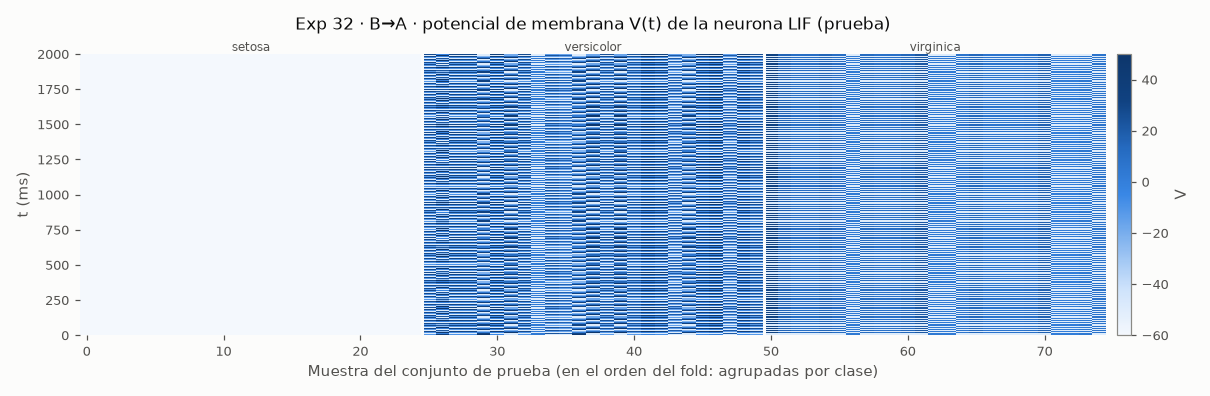 Exp 32 · B→A · potencial de membrana V(t) de la neurona LIF (prueba)
setosa versicolor virginica
2000
1750
1500
1250
1000
750
500
250
0
t (ms)
0 10 20 30 40 50 60 70
Muestra del conjunto de prueba (en el orden del fold: agrupadas por clase)
40
20
0
−20
−40
−60
V